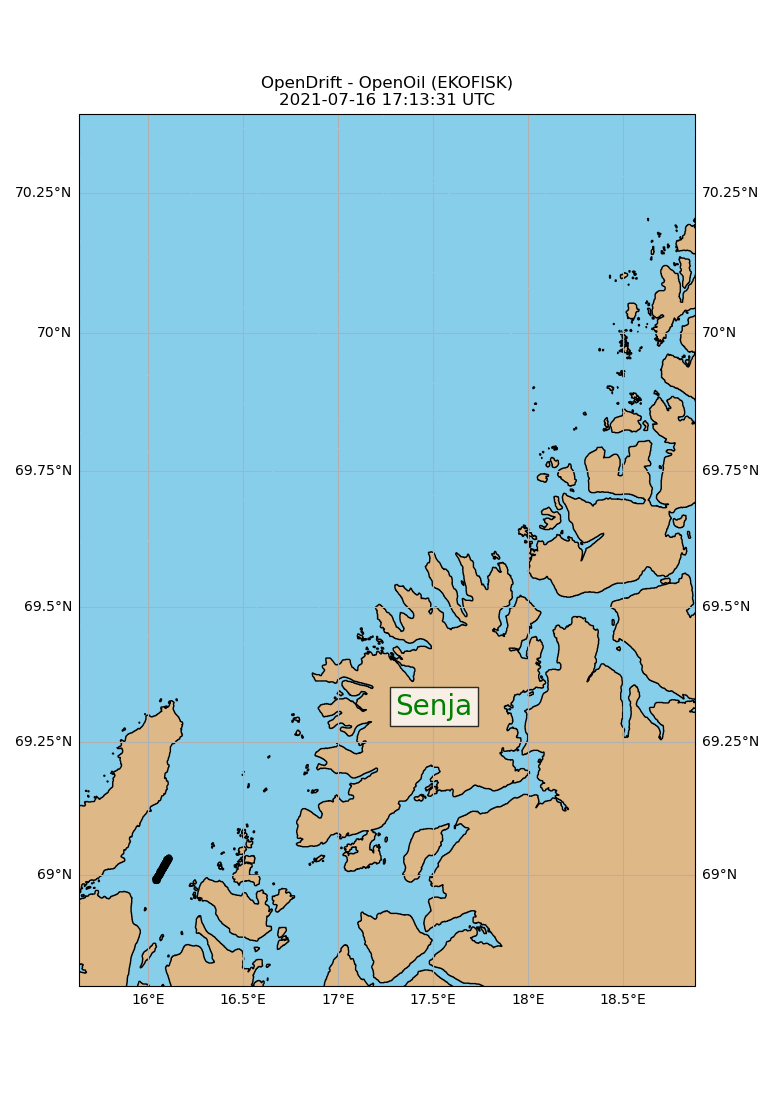 OpenDrift - OpenOil (EKOFISK)
2021-07-16 17:13:31 UTC
70.25°N 70.25°N
70°N 70°N
69.75°N 69.75°N
69.5°N 69.5°N
Senja
69.25°N 69.25°N
69°N 69°N
16°E 16.5°E 17°E 17.5°E 18°E 18.5°E